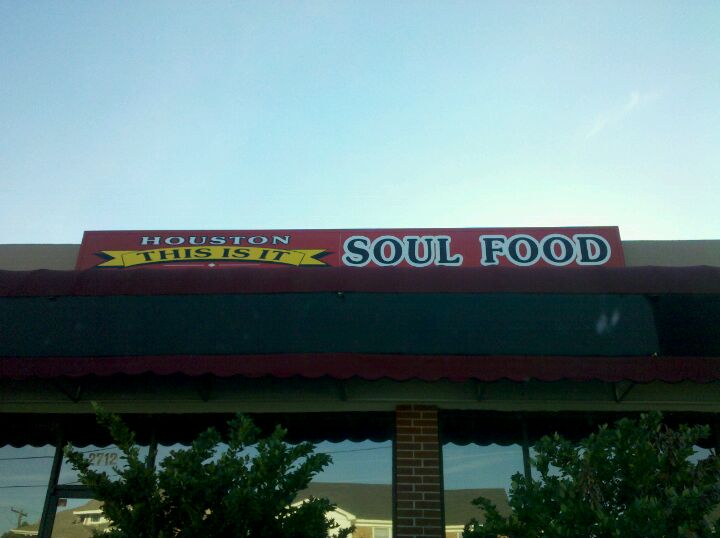 HOUSTON
THIS IS IT
SOUL FOOD
2712